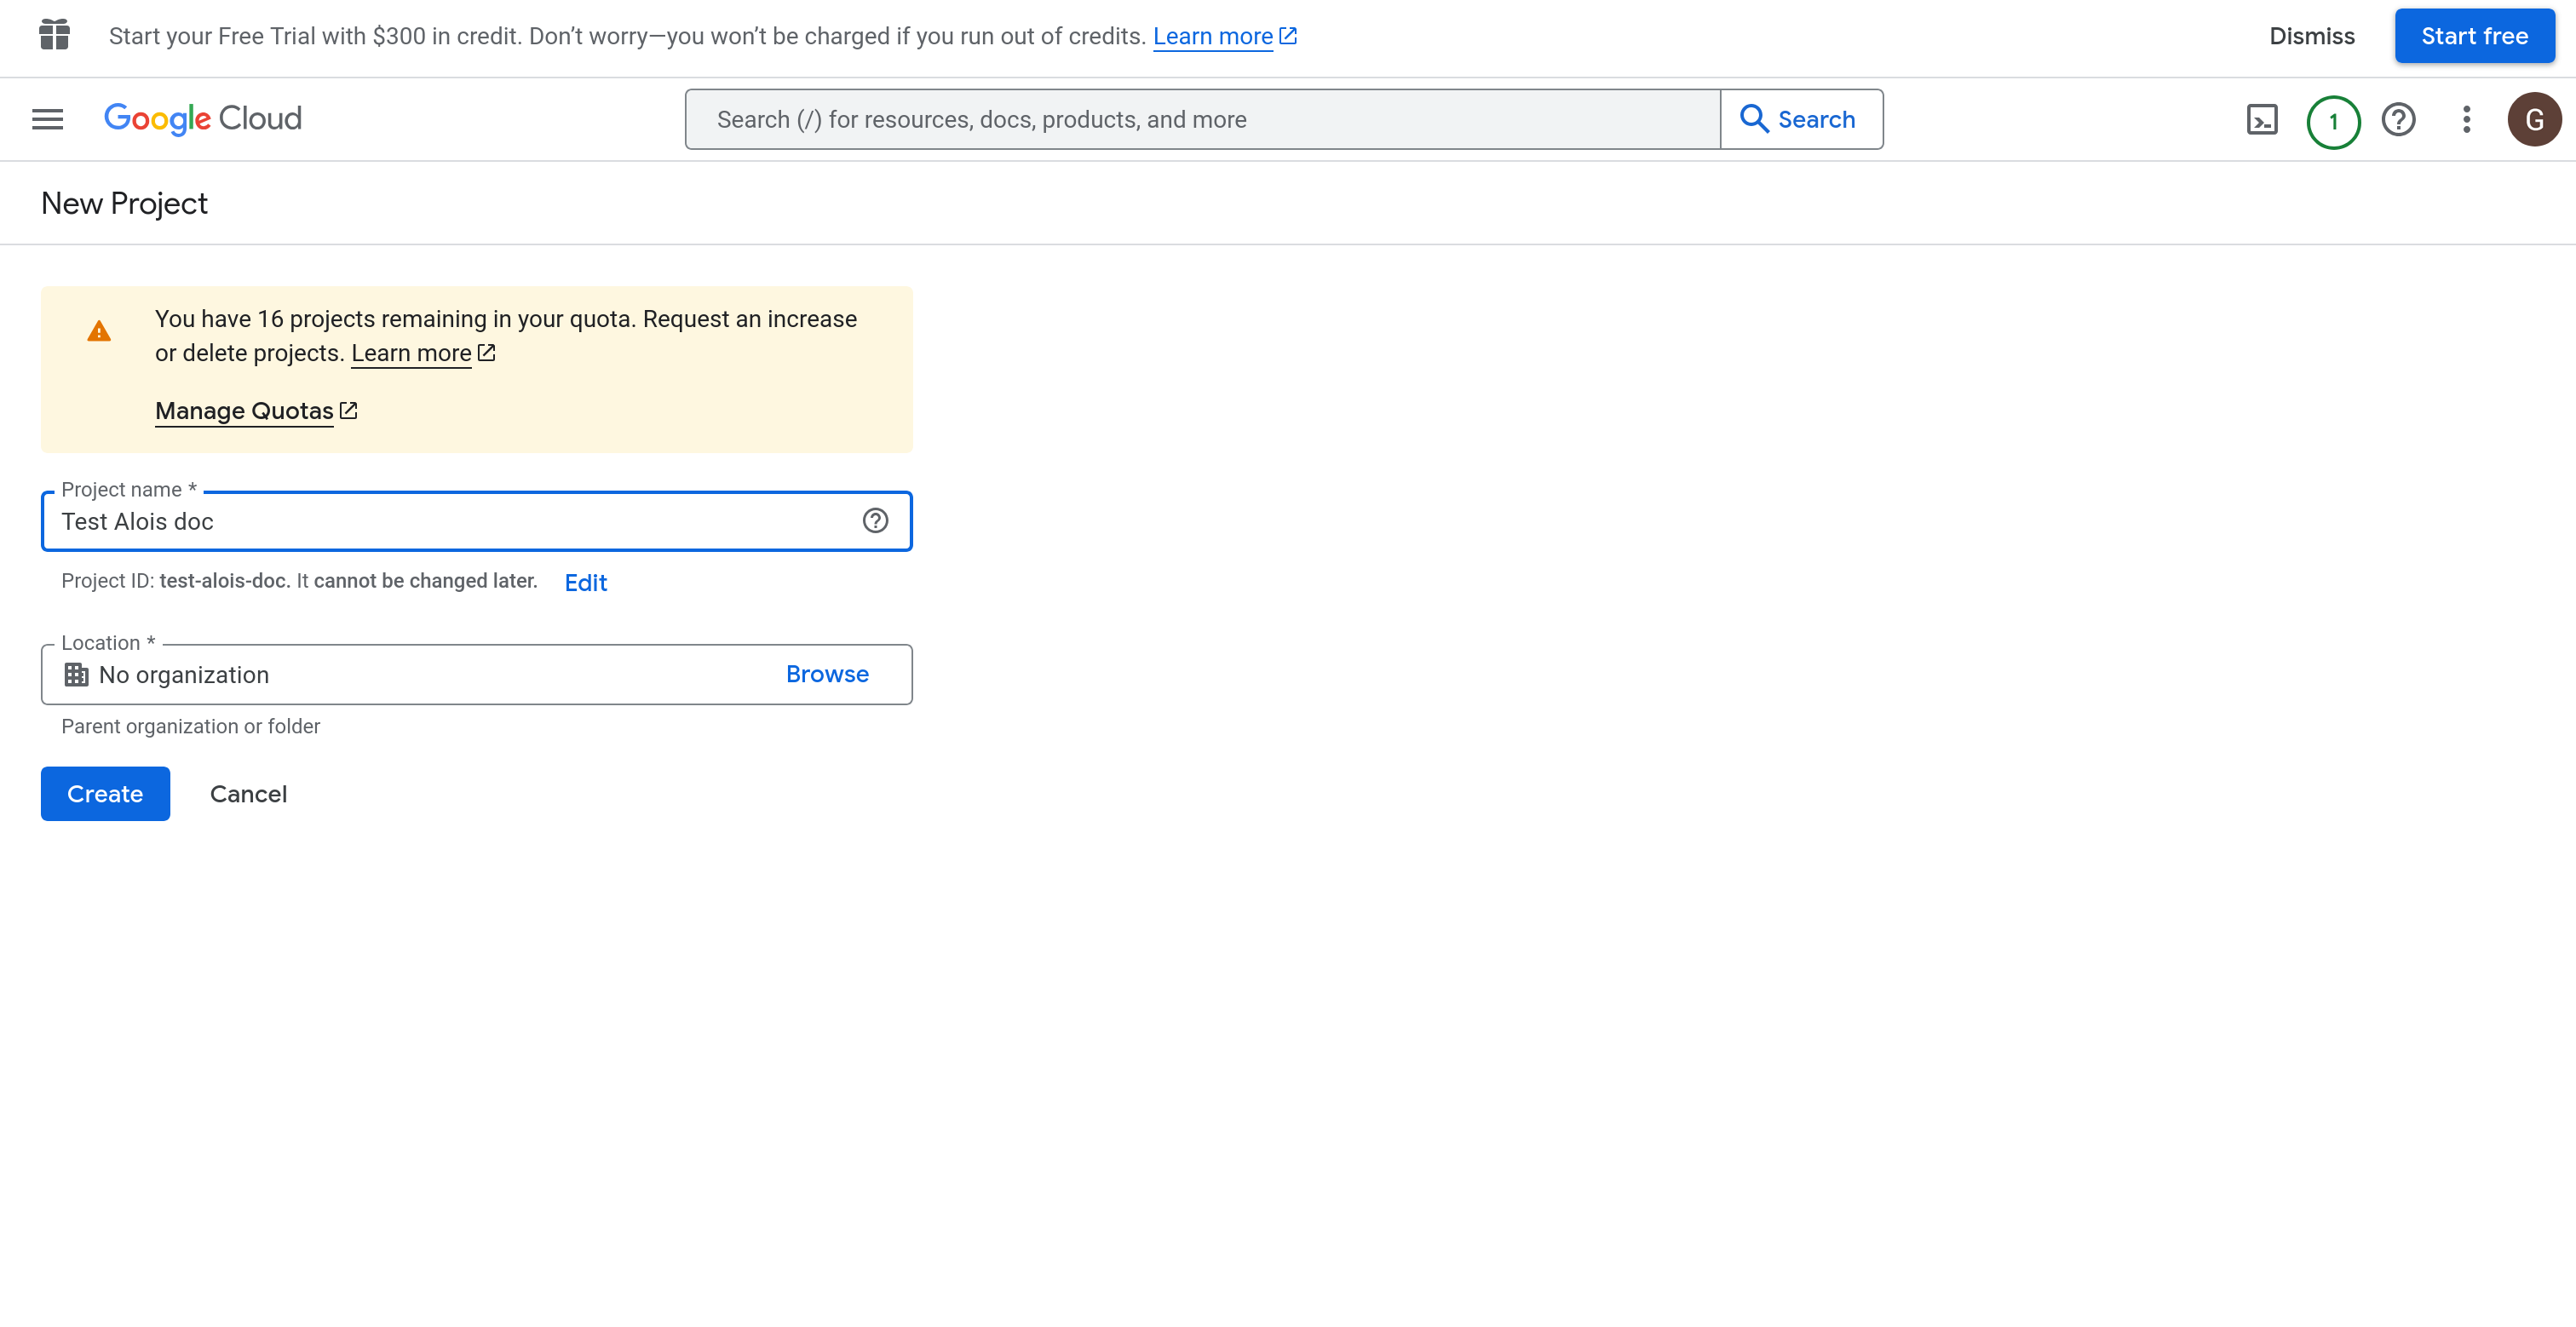 Start your Free Trial with $300 in credit. Don’t worry—you won’t be charged if you run out of credits. Learn more
Dismiss
Start free
Google Cloud
Search (/) for resources, docs, products, and more
Search
1
G
New Project
You have 16 projects remaining in your quota. Request an increase
or delete projects. Learn more
Manage Quotas
Project name *
Test Alois doc
Project ID: test-alois-doc. It cannot be changed later.
Edit
Location *
No organization
Browse
Parent organization or folder
Create
Cancel